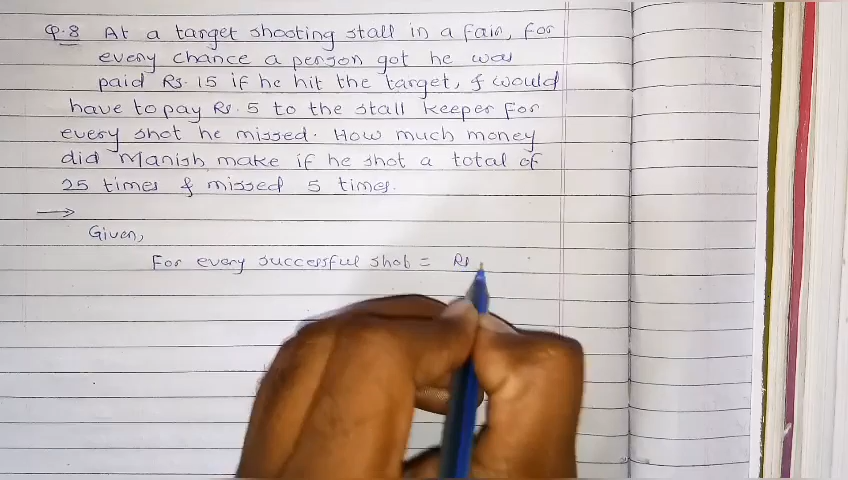 Q.8 At a target shooting stall in a fair, for
every chance a person got he was
paid Rs. 15 if he hit the target, & would
have to pay Rs. 5 to the stall keeper for
every shot he missed. How much money
did Manish make if he shot a total of
25 times & missed 5 times.
→
Given,
For every successful shot = Rs